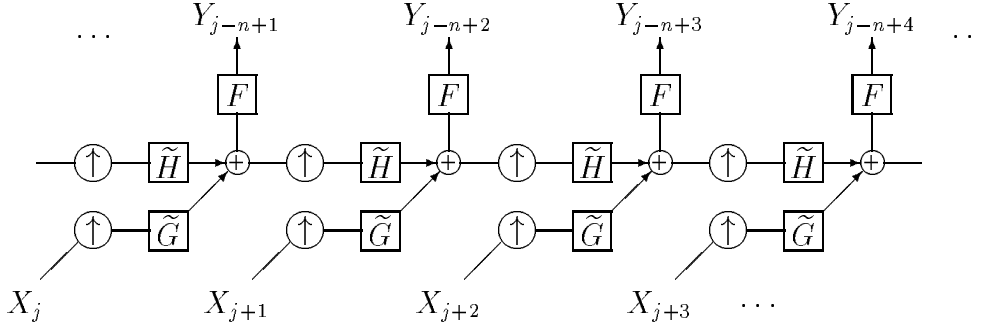 ... Y_{j-n+1} Y_{j-n+2} Y_{j-n+3} Y_{j-n+4} ..
F F F F
↑ H̃ + ↑ H̃ + ↑ H̃ + ↑ H̃ +
↑ G̃ ↑ G̃ ↑ G̃ ↑ G̃
X_j X_{j+1} X_{j+2} X_{j+3} ...